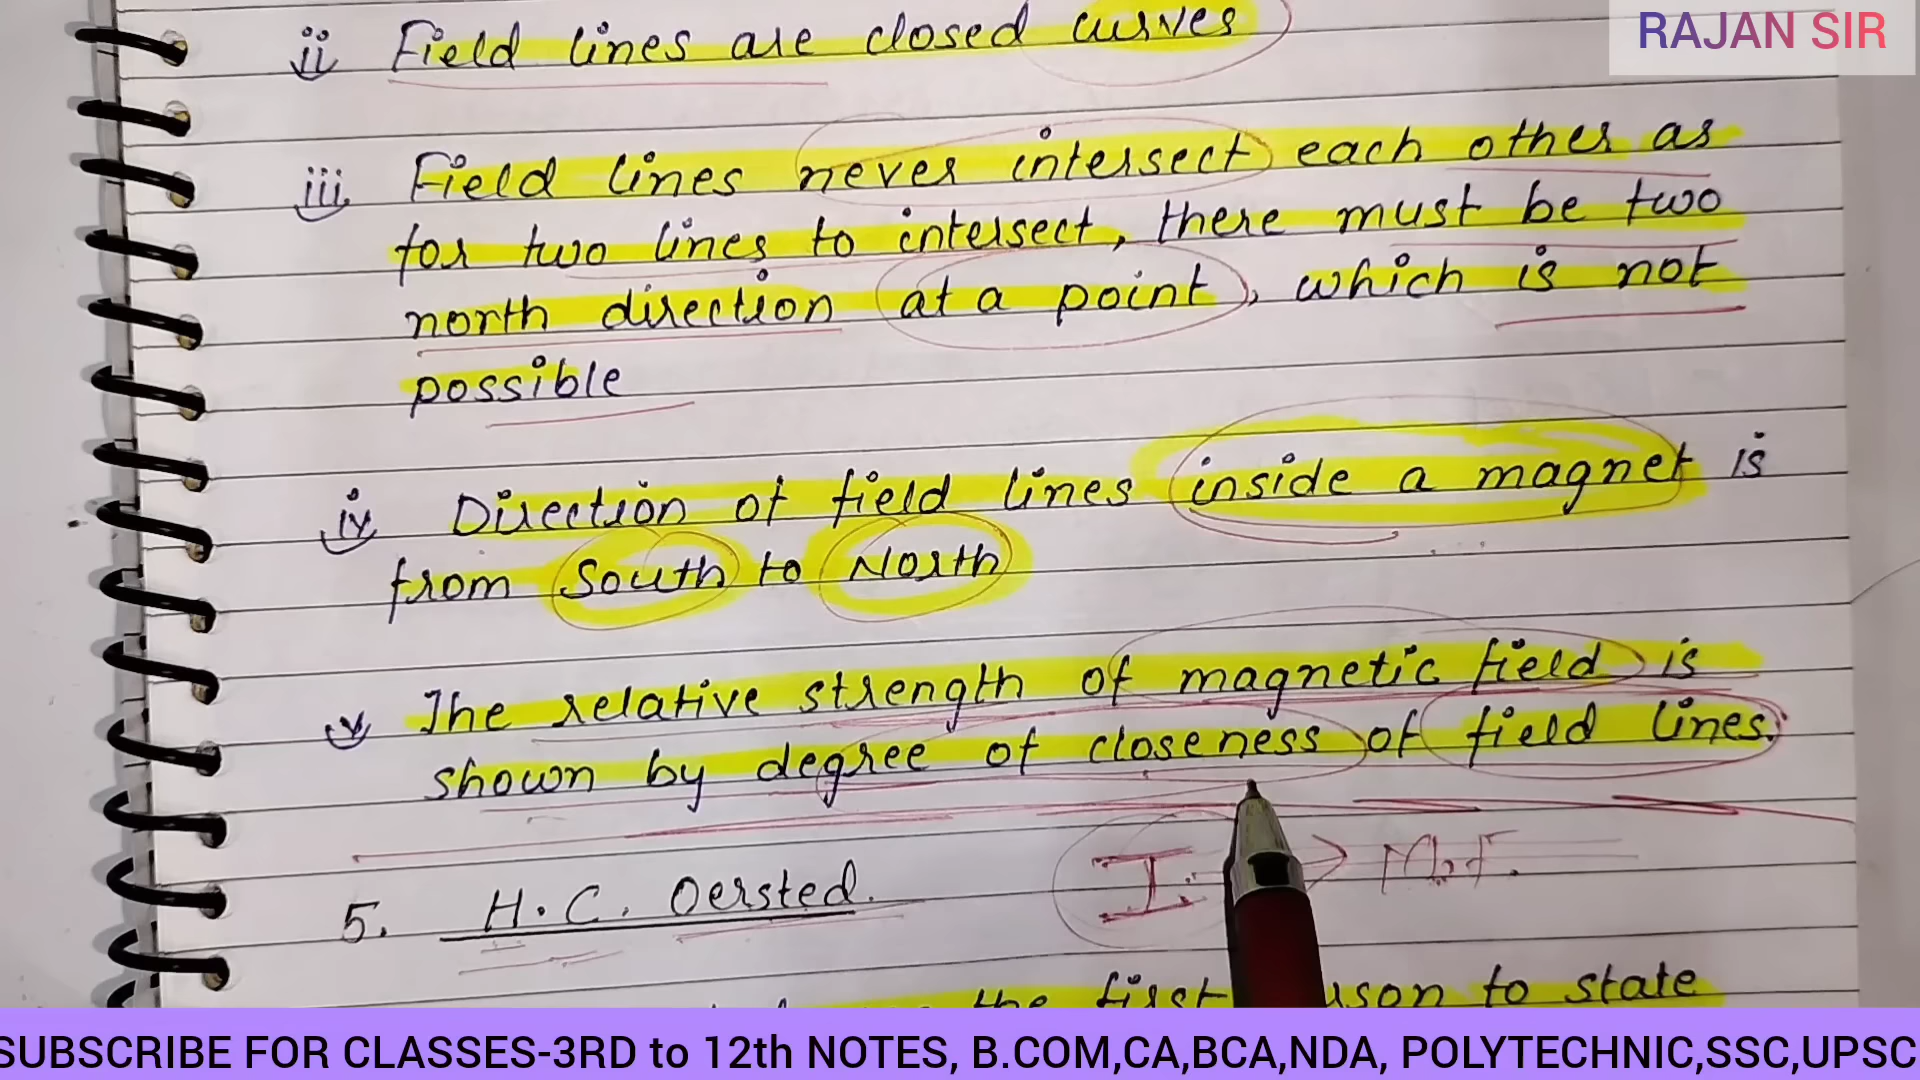 RAJAN SIR
ii Field lines are closed curves
iii Field lines never intersect each other as
for two lines to intersect, there must be two
north direction at a point, which is not
possible
iv Direction of field lines inside a magnet is
from South to North
v The relative strength of magnetic field is
shown by degree of closeness of field lines.
I → M.F.
5. H.C. Oersted.
the first to state
SUBSCRIBE FOR CLASSES-3RD to 12th NOTES, B.COM,CA,BCA,NDA, POLYTECHNIC,SSC,UPSC